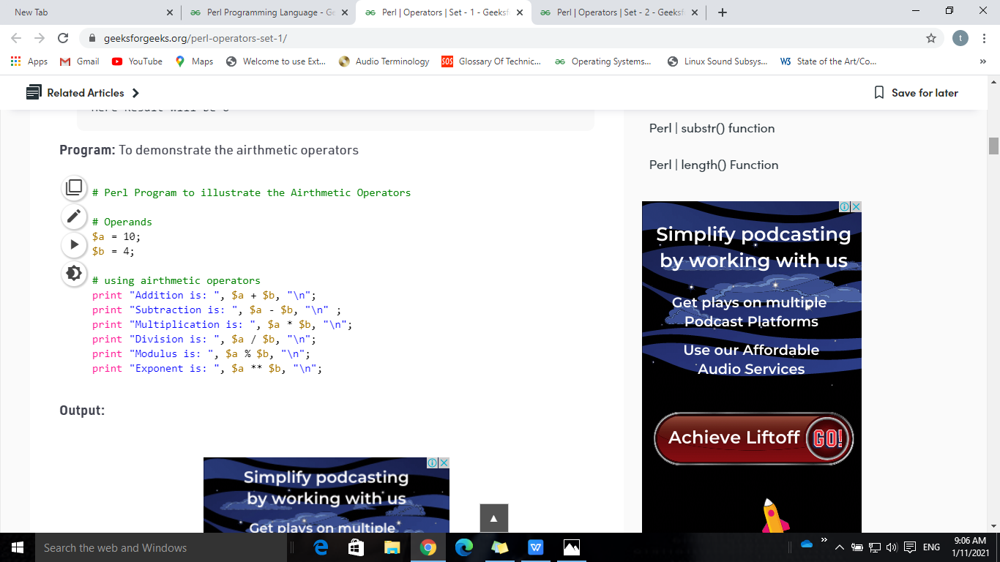 New Tab
Perl Programming Language - Ge
Perl | Operators | Set - 1 - Geeksf
Perl | Operators | Set - 2 - Geeksf
geeksforgeeks.org/perl-operators-set-1/
t
Apps
Gmail
YouTube
Maps
Welcome to use Ext...
Audio Terminology
SOS
Glossary Of Technic...
Operating Systems...
Linux Sound Subsys...
W3
State of the Art/Co...
»
Related Articles
Save for later
Program: To demonstrate the airthmetic operators
# Perl Program to illustrate the Airthmetic Operators
# Operands
$a = 10;
$b = 4;
# using airthmetic operators
print "Addition is: ", $a + $b, "\n";
print "Subtraction is: ", $a - $b, "\n" ;
print "Multiplication is: ", $a * $b, "\n";
print "Division is: ", $a / $b, "\n";
print "Modulus is: ", $a % $b, "\n";
print "Exponent is: ", $a ** $b, "\n";
Output:
Simplify podcasting
by working with us
Get plays on multiple
Perl | substr() function
Perl | length() Function
Simplify podcasting
by working with us
Get plays on multiple
Podcast Platforms
Use our Affordable
Audio Services
Achieve Liftoff GO!
Search the web and Windows
W
»
ENG
9:06 AM
1/11/2021